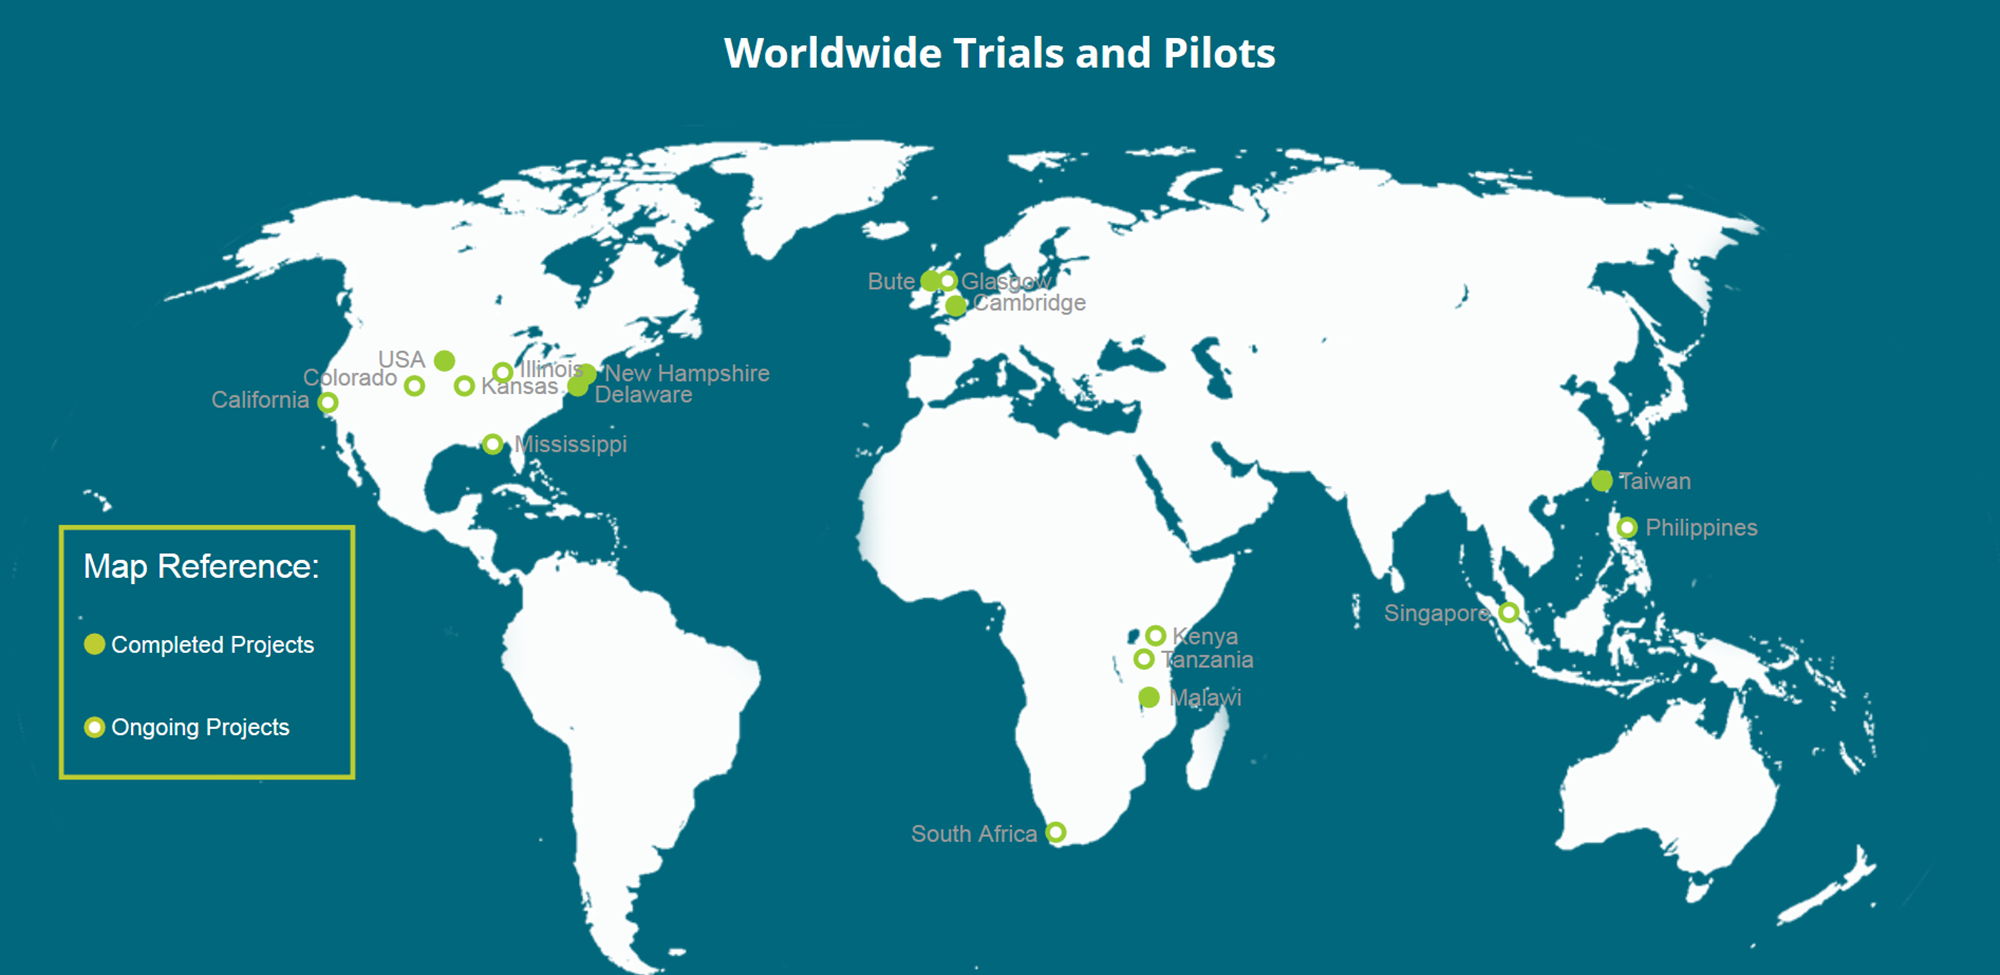 Worldwide Trials and Pilots
Bute
Glasgow
Cambridge
USA
Illinois
New Hampshire
Colorado
Kansas
Delaware
California
Mississippi
Taiwan
Philippines
Map Reference:
Completed Projects
Ongoing Projects
Singapore
Kenya
Tanzania
Malawi
South Africa